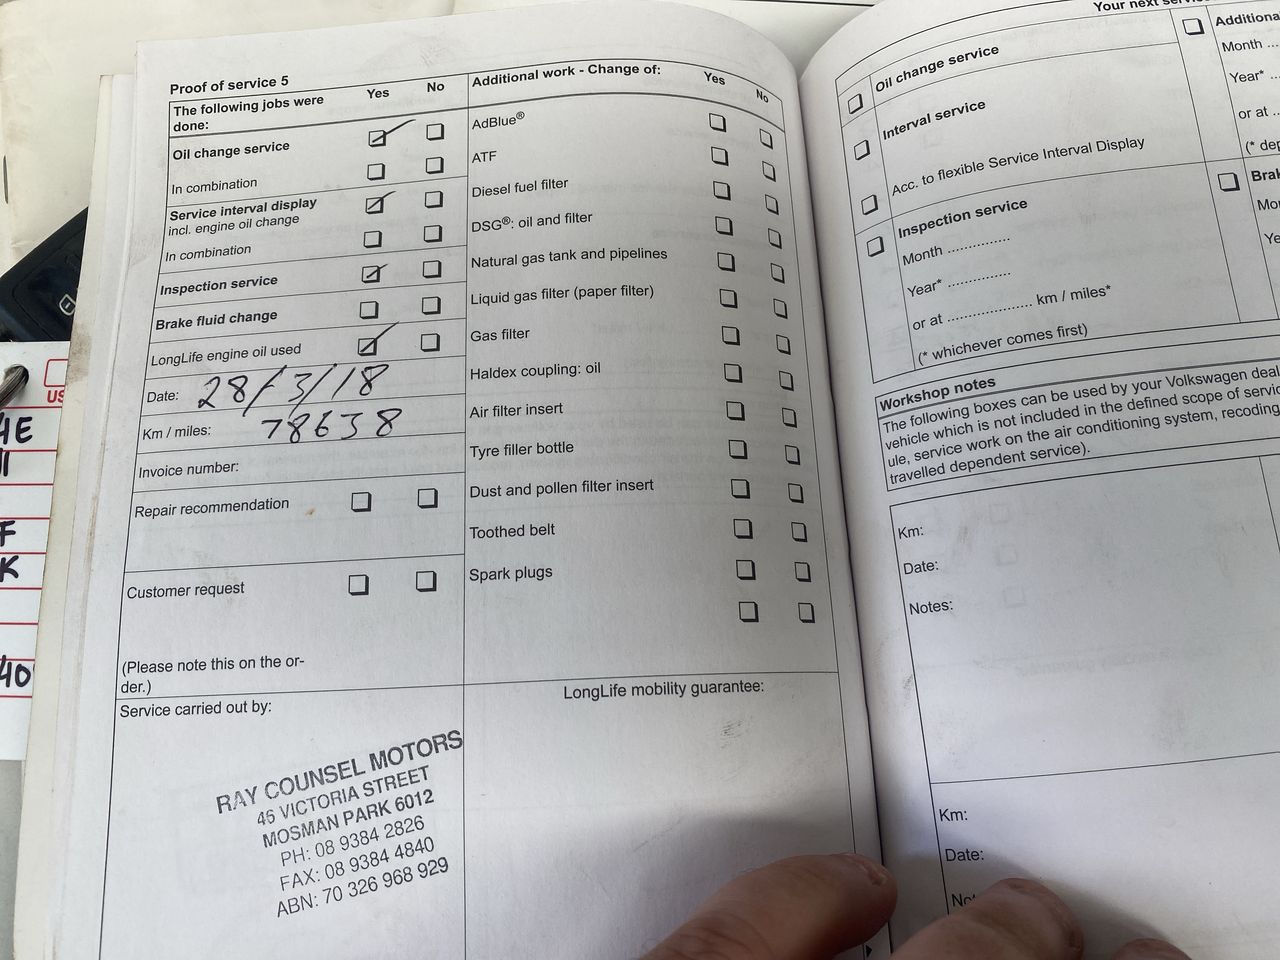 Proof of service 5
The following jobs were
done:
Yes No
Oil change service
In combination
Service interval display
incl. engine oil change
In combination
Inspection service
Brake fluid change
LongLife engine oil used
Date: 28/3/18
Km / miles: 78638
Invoice number:
Repair recommendation
Customer request
(Please note this on the or-
der.)
Service carried out by:
RAY COUNSEL MOTORS
46 VICTORIA STREET
MOSMAN PARK 6012
PH: 08 9384 2826
FAX: 08 9384 4840
ABN: 70 326 968 929
Additional work - Change of: Yes No
AdBlue®
ATF
Diesel fuel filter
DSG®: oil and filter
Natural gas tank and pipelines
Liquid gas filter (paper filter)
Gas filter
Haldex coupling: oil
Air filter insert
Tyre filler bottle
Dust and pollen filter insert
Toothed belt
Spark plugs
LongLife mobility guarantee:
Your next
Oil change service
Interval service
Acc. to flexible Service Interval Display
Inspection service
Month ..............
Year* ..............
or at ................... km / miles*
(* whichever comes first)
Month ...
Year* ...
or at ...
Workshop notes
The following boxes can be used by your Volkswagen
vehicle which is not included in the defined scope of
ule, service work on the air conditioning system, recoding
travelled dependent service).
Km:
Date:
Notes:
Km:
Date:
US
4E
F
K
40